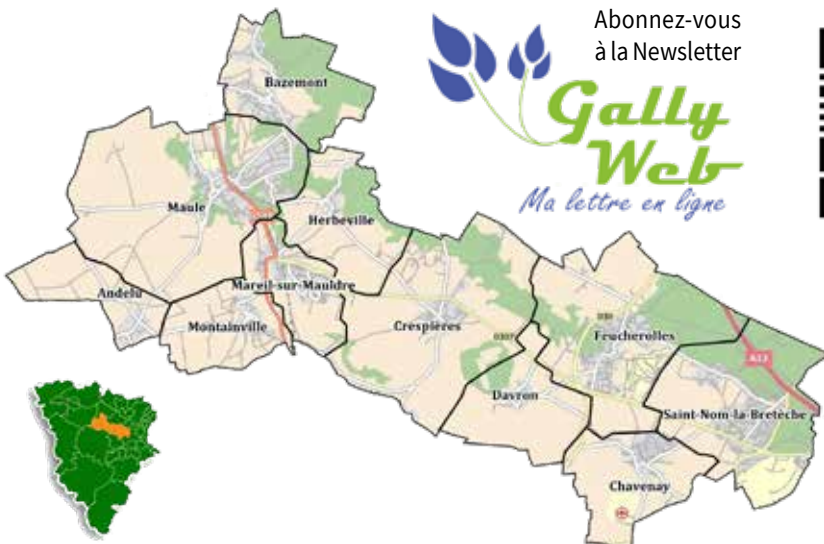 Abonnez-vous
à la Newsletter
Gally
Web
Ma lettre en ligne
Bazemont
Maule
Herbeville
Andelu
Mareil-sur-Mauldre
Montainville
Crespières
Feucherolles
D307
A13
Davron
Saint-Nom-la-Bretèche
Chavenay